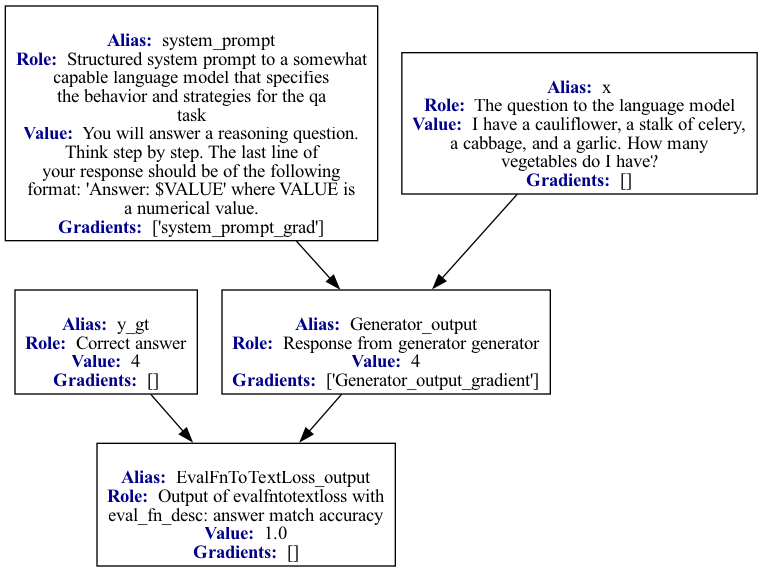 Alias: system_prompt
Role: Structured system prompt to a somewhat
capable language model that specifies
the behavior and strategies for the qa
task
Value: You will answer a reasoning question.
Think step by step. The last line of
your response should be of the following
format: 'Answer: $VALUE' where VALUE is
a numerical value.
Gradients: ['system_prompt_grad']
Alias: x
Role: The question to the language model
Value: I have a cauliflower, a stalk of celery,
a cabbage, and a garlic. How many
vegetables do I have?
Gradients: []
Alias: y_gt
Role: Correct answer
Value: 4
Gradients: []
Alias: Generator_output
Role: Response from generator generator
Value: 4
Gradients: ['Generator_output_gradient']
Alias: EvalFnToTextLoss_output
Role: Output of evalfntotextloss with
eval_fn_desc: answer match accuracy
Value: 1.0
Gradients: []